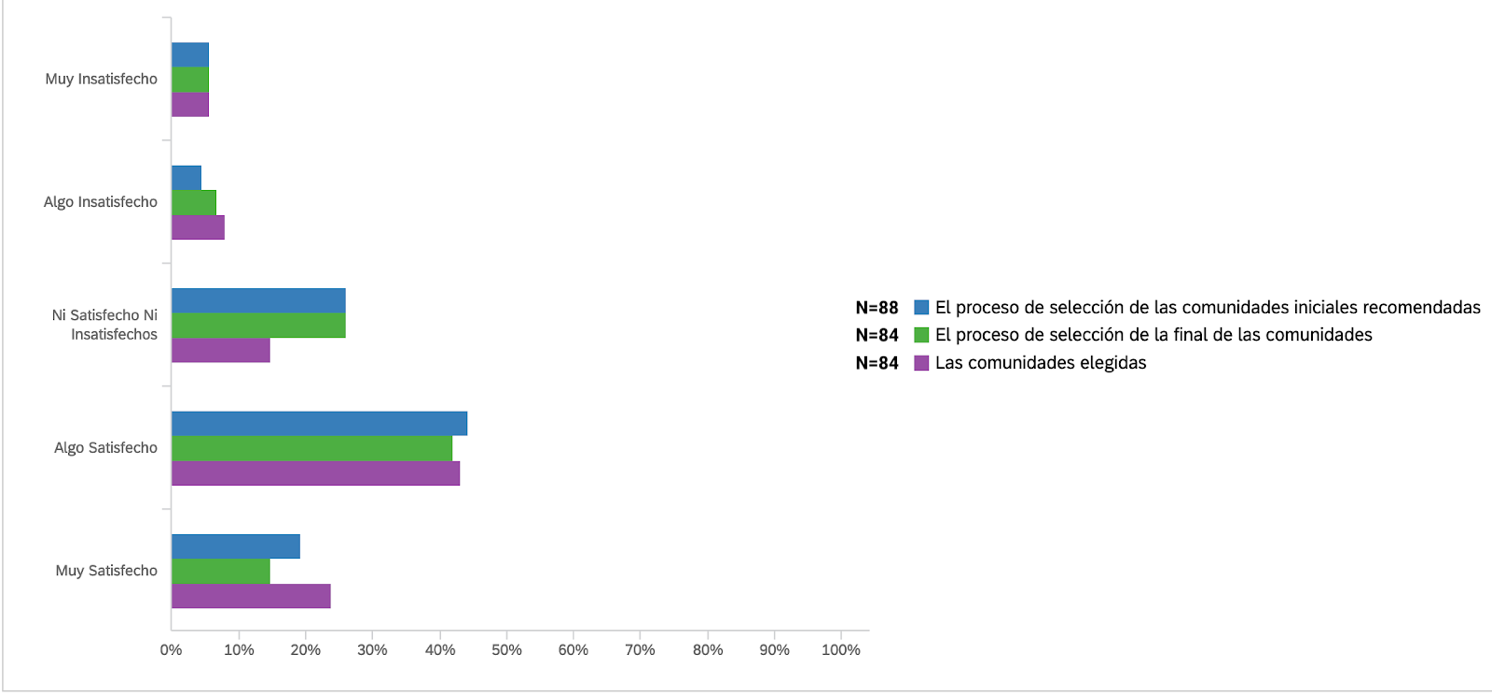 Muy Insatisfecho
Algo Insatisfecho
Ni Satisfecho Ni
Insatisfechos
Algo Satisfecho
Muy Satisfecho
0% 10% 20% 30% 40% 50% 60% 70% 80% 90% 100%
N=88 El proceso de selección de las comunidades iniciales recomendadas
N=84 El proceso de selección de la final de las comunidades
N=84 Las comunidades elegidas